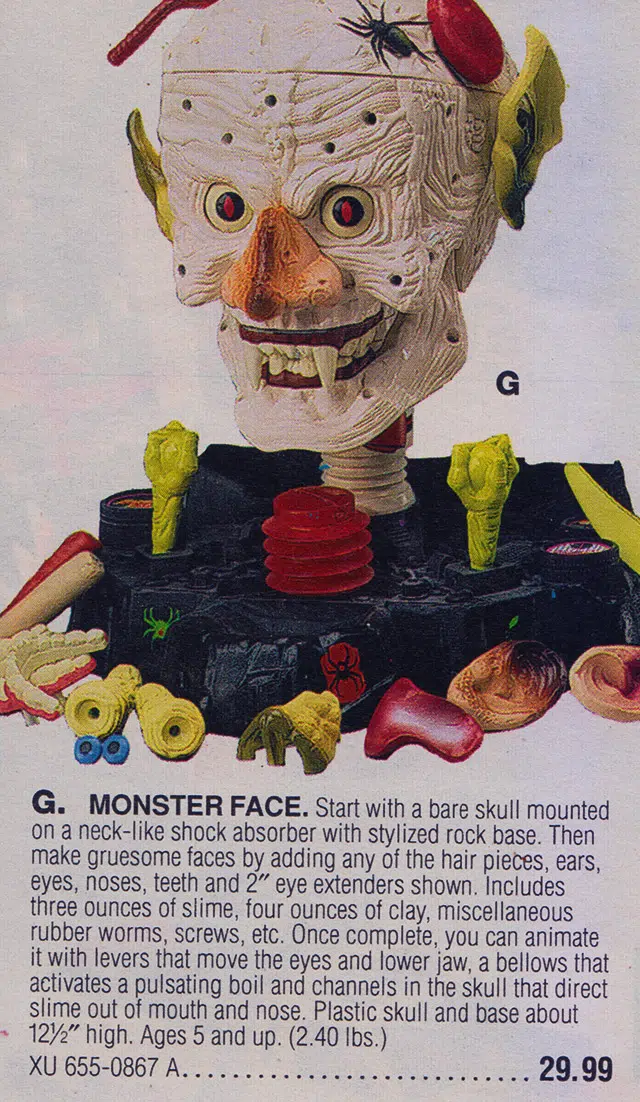 G
G. MONSTER FACE. Start with a bare skull mounted
on a neck-like shock absorber with stylized rock base. Then
make gruesome faces by adding any of the hair pieces, ears,
eyes, noses, teeth and 2″ eye extenders shown. Includes
three ounces of slime, four ounces of clay, miscellaneous
rubber worms, screws, etc. Once complete, you can animate
it with levers that move the eyes and lower jaw, a bellows that
activates a pulsating boil and channels in the skull that direct
slime out of mouth and nose. Plastic skull and base about
12½″ high. Ages 5 and up. (2.40 lbs.)
XU 655-0867 A.............................. 29.99